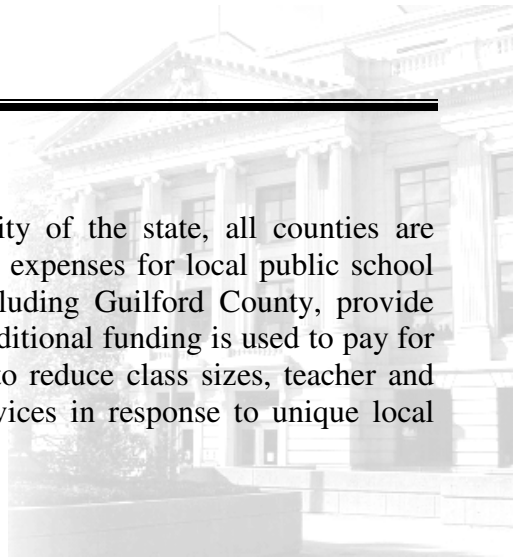 ity of the state, all counties are
expenses for local public school
luding Guilford County, provide
ditional funding is used to pay for
to reduce class sizes, teacher and
vices in response to unique local